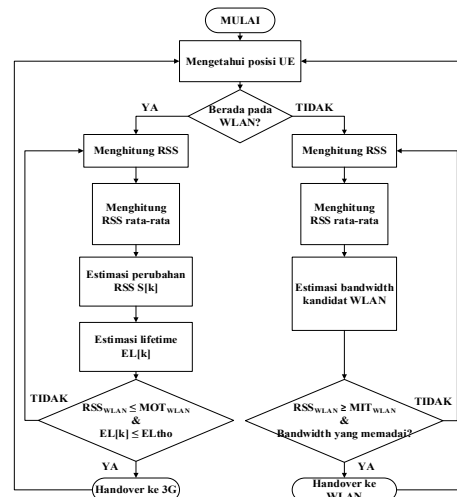 MULAI
Mengetahui posisi UE
YA
Berada pada
WLAN?
TIDAK
Menghitung RSS
Menghitung RSS
Menghitung
RSS rata-rata
Menghitung
RSS rata-rata
Estimasi perubahan
RSS S[k]
Estimasi bandwidth
kandidat WLAN
Estimasi lifetime
EL[k]
TIDAK
RSSWLAN ≤ MOTWLAN
&
EL[k] ≤ ELtho
TIDAK
RSSWLAN ≥ MITWLAN
&
Bandwidth yang memadai?
YA
YA
Handover ke 3G
Handover ke
WLAN